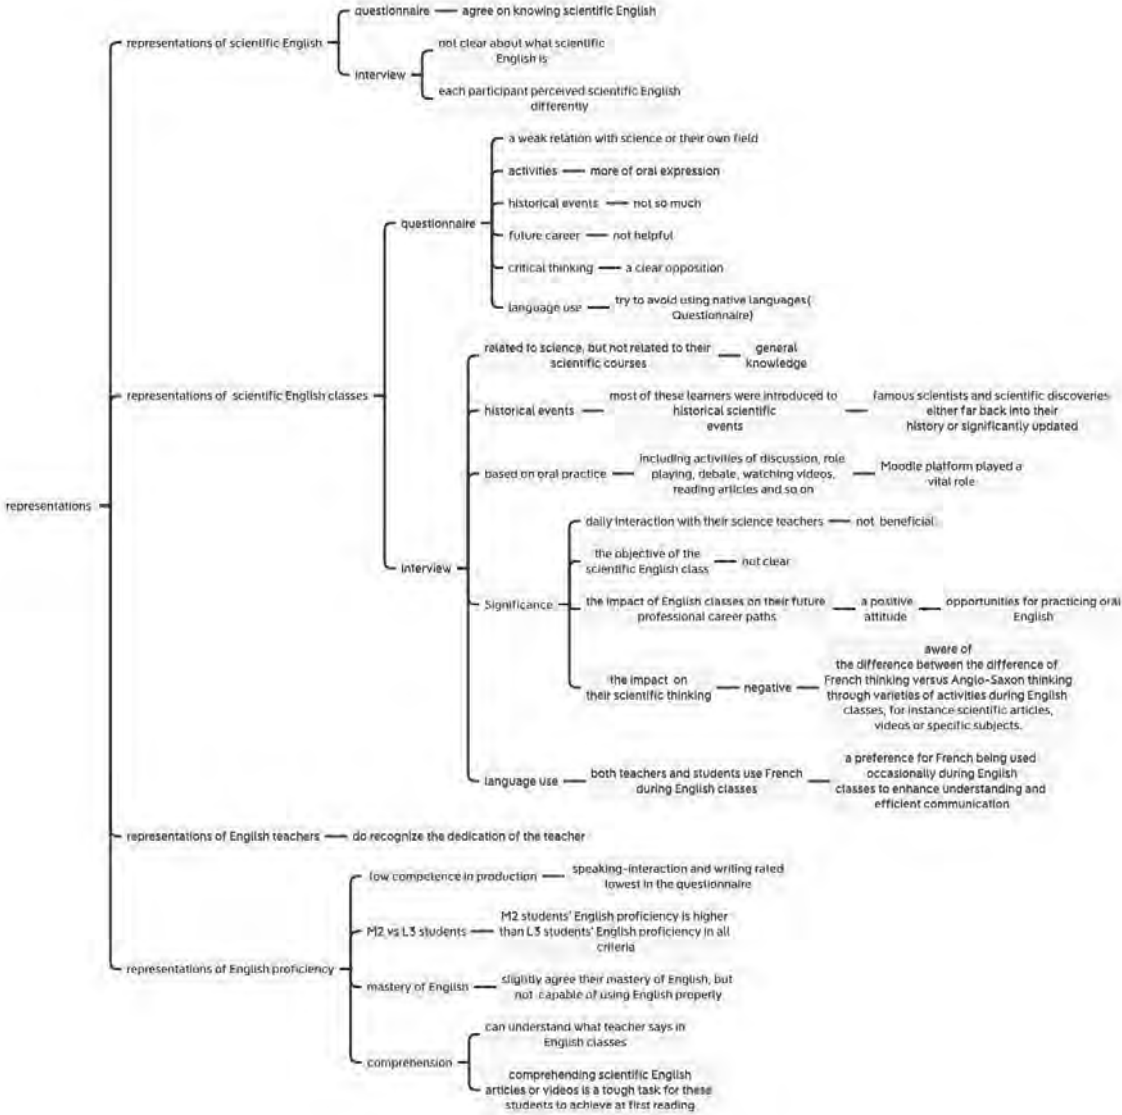 questionnaire
agree on knowing scientific English
representations of scientific English
not clear about what scientific
English is
interview
each participant perceived scientific English
differently
a weak relation with science or their own field
activities
more of oral expression
historical events
not so much
questionnaire
future career
not helpful
critical thinking
a clear opposition
language use
try to avoid using native languages(
Questionnaire)
related to science, but not related to their
scientific courses
general
knowledge
representations of scientific English classes
historical events
most of these learners were introduced to
historical scientific
events
famous scientists and scientific discoveries
either far back into their
history or significantly updated
based on oral practice
including activities of discussion, role
playing, debate, watching videos,
reading articles and so on
Moodle platform played a
vital role
representations
daily interaction with their science teachers
not beneficial
the objective of the
scientific English class
not clear
interview
Significance
the impact of English classes on their future
professional career paths
a positive
attitude
opportunities for practicing oral
English
the impact on
their scientific thinking
negative
aware of
the difference between the difference of
French thinking versus Anglo-Saxon thinking
through varieties of activities during English
classes, for instance scientific articles,
videos or specific subjects.
language use
both teachers and students use French
during English classes
a preference for French being used
occasionally during English
classes to enhance understanding and
efficient communication
representations of English teachers
do recognize the dedication of the teacher
low competence in production
speaking-interaction and writing rated
lowest in the questionnaire
M2 vs L3 students
M2 students' English proficiency is higher
than L3 students' English proficiency in all
criteria
representations of English proficiency
mastery of English
slightly agree their mastery of English, but
not capable of using English properly
can understand what teacher says in
English classes
comprehension
comprehending scientific English
articles or videos is a tough task for these
students to achieve at first reading